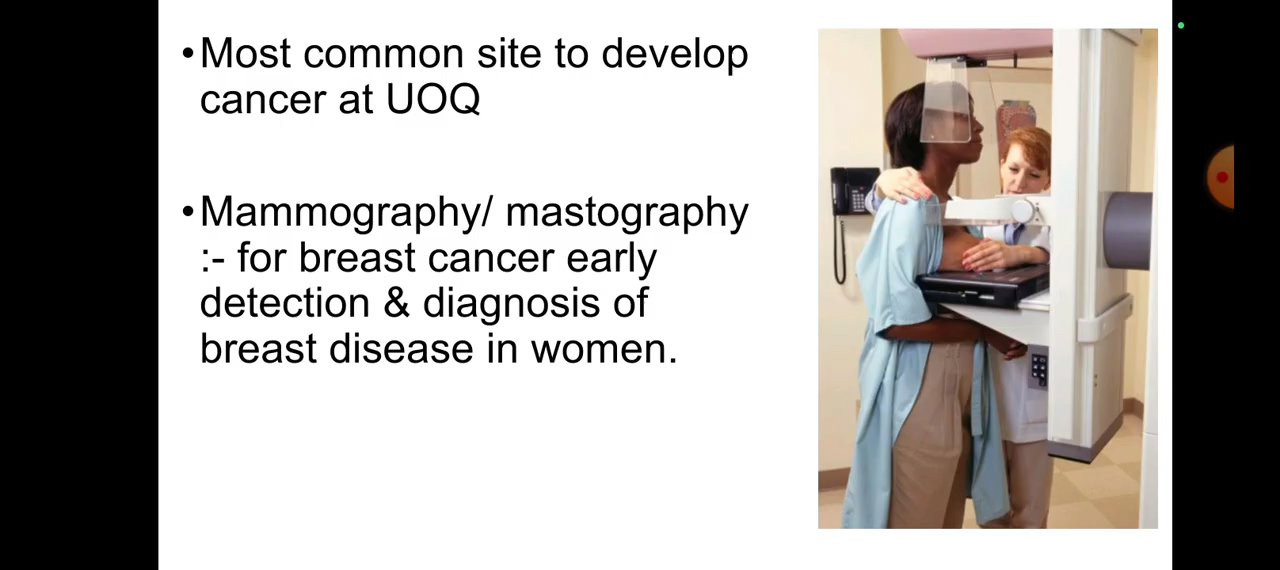 •Most common site to develop
cancer at UOQ
•Mammography/ mastography
:- for breast cancer early
detection & diagnosis of
breast disease in women.